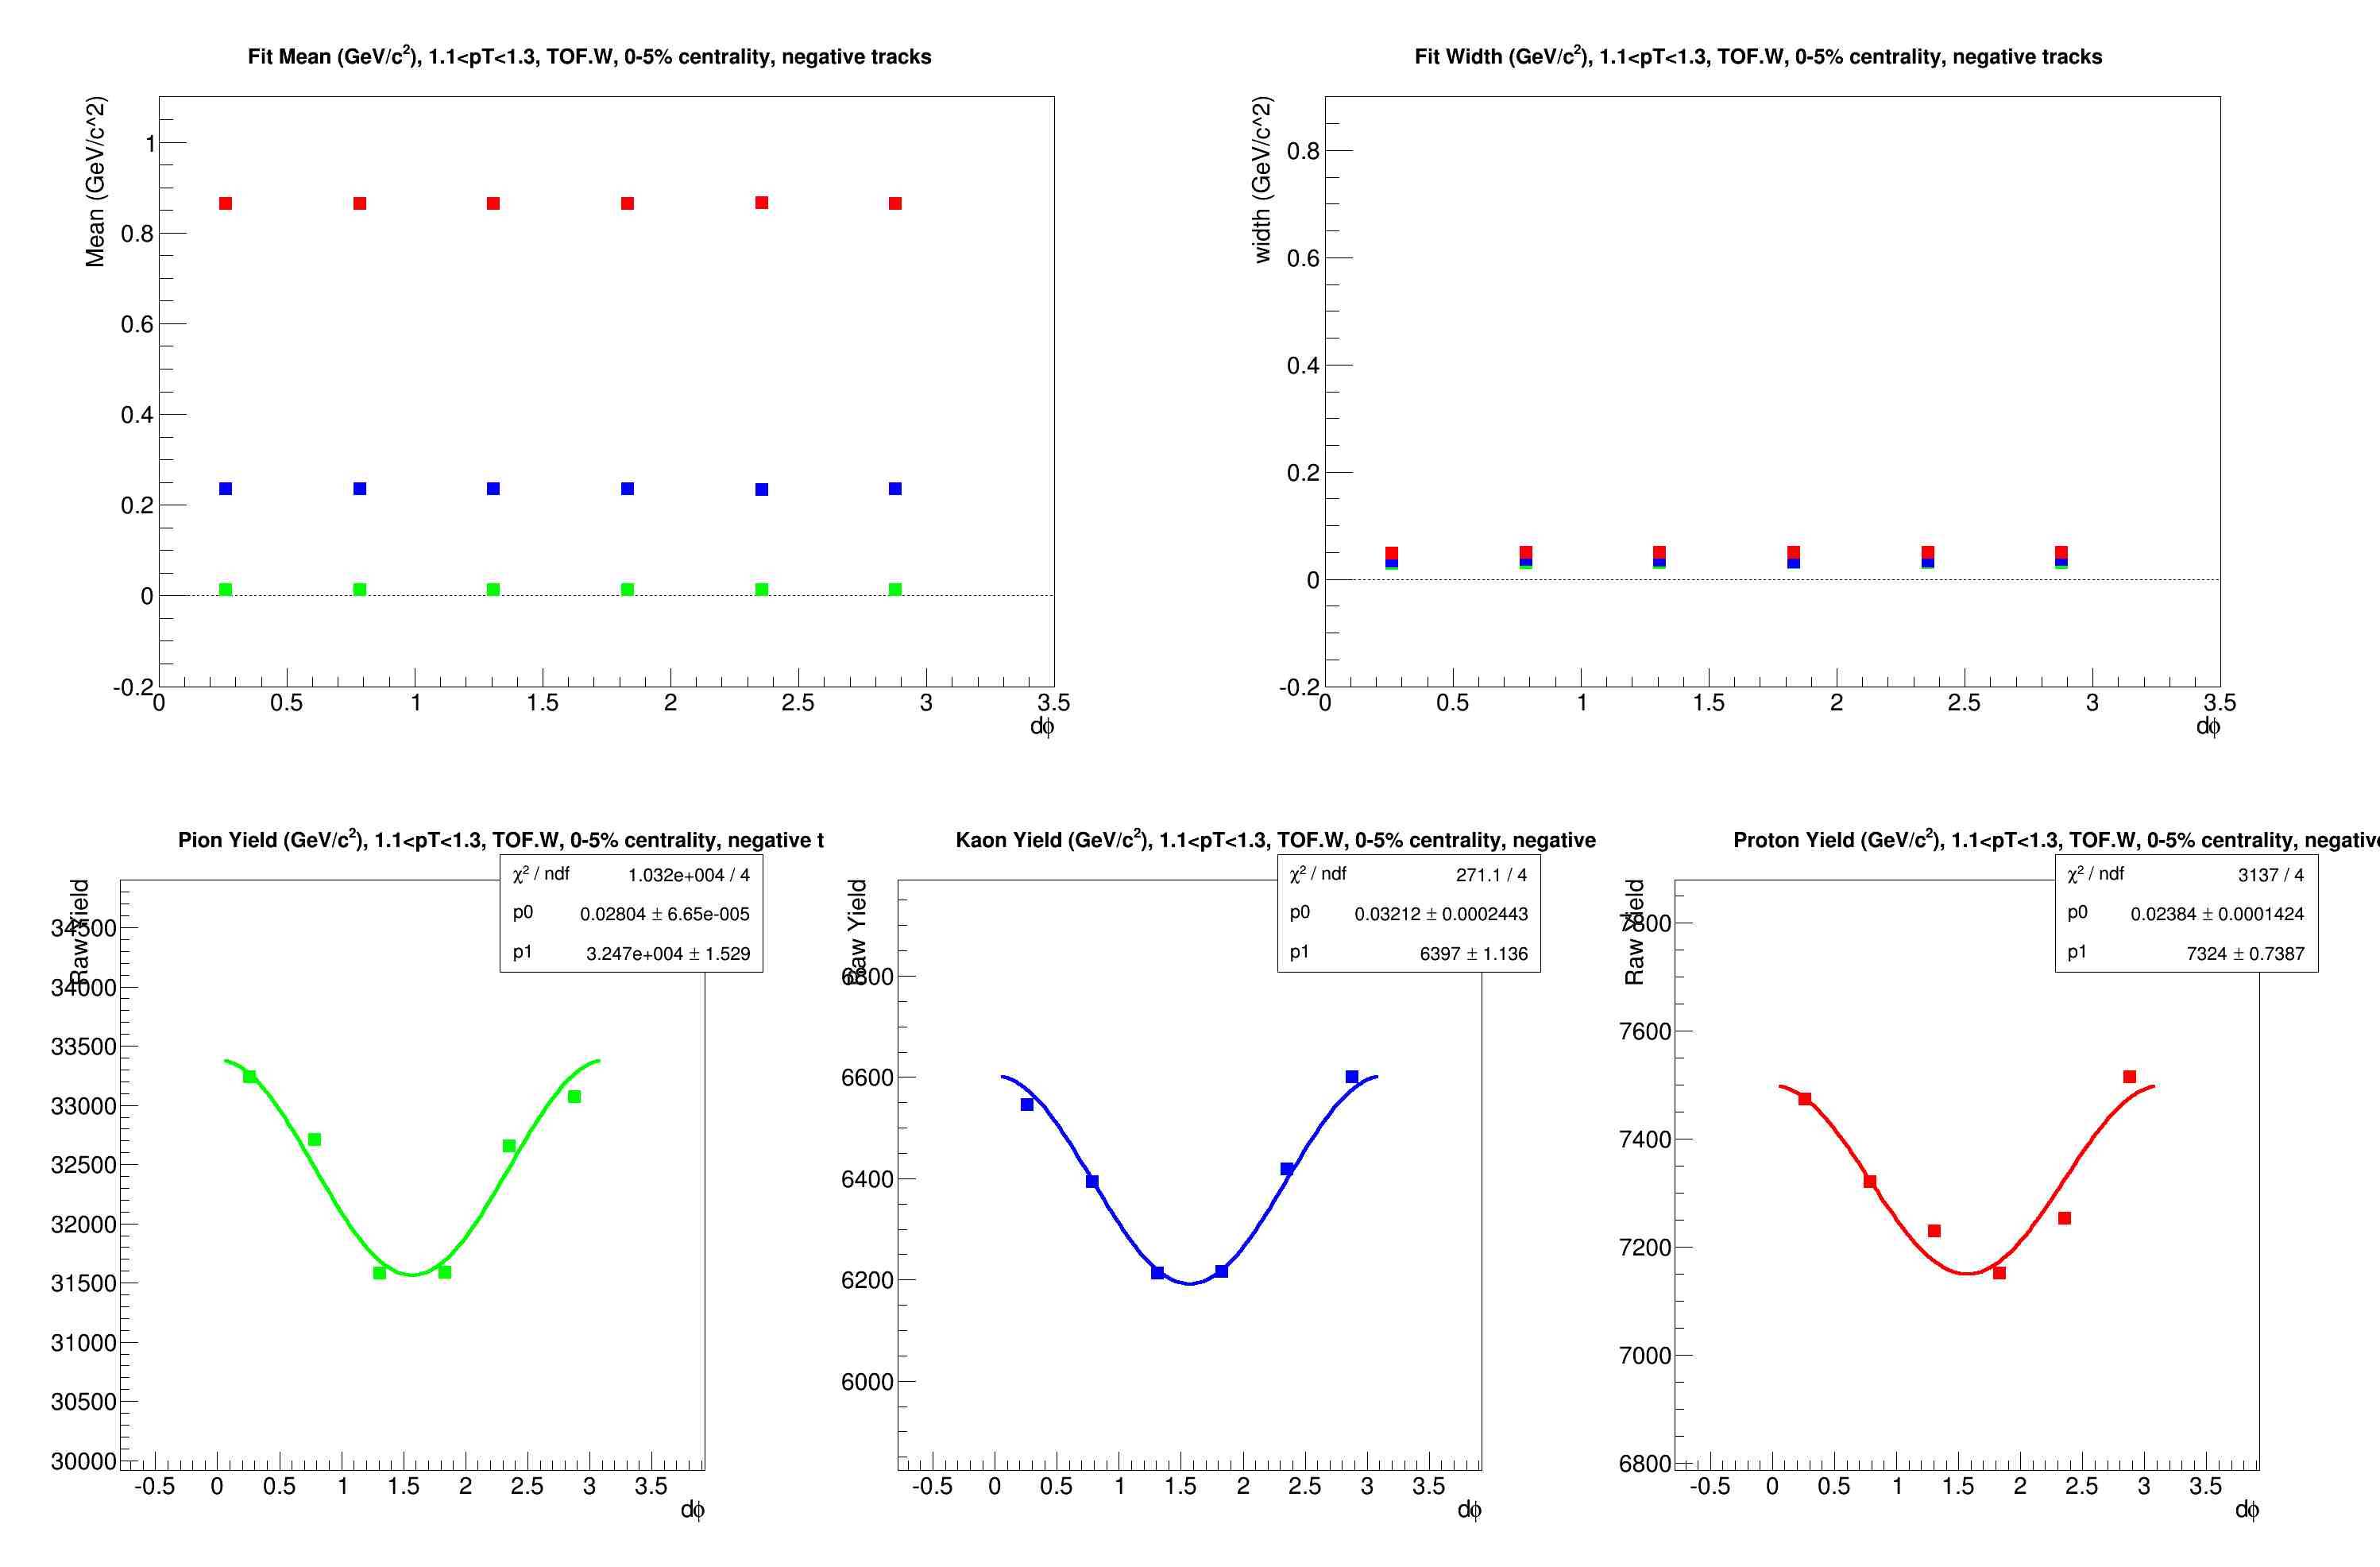 Fit Mean (GeV/c2), 1.1<pT<1.3, TOF.W, 0-5% centrality, negative tracks
Mean (GeV/c^2)
1
0.8
0.6
0.4
0.2
0
-0.2
0 0.5 1 1.5 2 2.5 3 3.5
dϕ
Fit Width (GeV/c2), 1.1<pT<1.3, TOF.W, 0-5% centrality, negative tracks
width (GeV/c^2)
0.8
0.6
0.4
0.2
0
-0.2
0 0.5 1 1.5 2 2.5 3 3.5
dϕ
Pion Yield (GeV/c2), 1.1<pT<1.3, TOF.W, 0-5% centrality, negative t
χ2 / ndf 1.032e+004 / 4
p0 0.02804 ± 6.65e-005
p1 3.247e+004 ± 1.529
Raw Yield
34500
34000
33500
33000
32500
32000
31500
31000
30500
30000
-0.5 0 0.5 1 1.5 2 2.5 3 3.5
dϕ
Kaon Yield (GeV/c2), 1.1<pT<1.3, TOF.W, 0-5% centrality, negative
χ2 / ndf 271.1 / 4
p0 0.03212 ± 0.0002443
p1 6397 ± 1.136
Raw Yield
6800
6600
6400
6200
6000
-0.5 0 0.5 1 1.5 2 2.5 3 3.5
dϕ
Proton Yield (GeV/c2), 1.1<pT<1.3, TOF.W, 0-5% centrality, negative
χ2 / ndf 3137 / 4
p0 0.02384 ± 0.0001424
p1 7324 ± 0.7387
Raw Yield
7800
7600
7400
7200
7000
6800
-0.5 0 0.5 1 1.5 2 2.5 3 3.5
dϕ